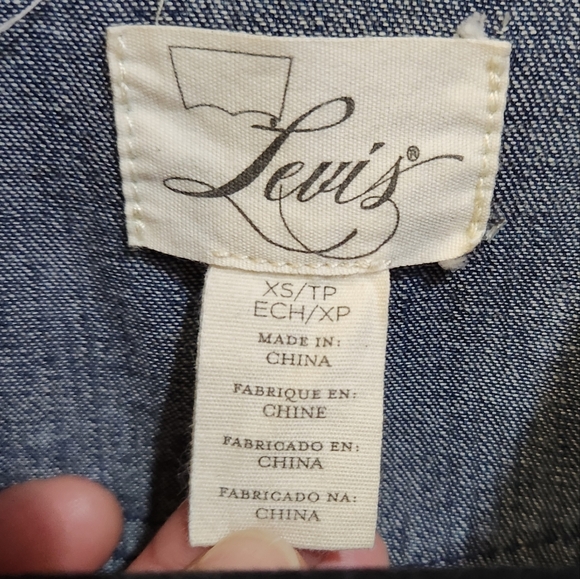 Levi's®
XS/TP
ECH/XP
MADE IN:
CHINA
FABRIQUE EN:
CHINE
FABRICADO EN:
CHINA
FABRICADO NA:
CHINA